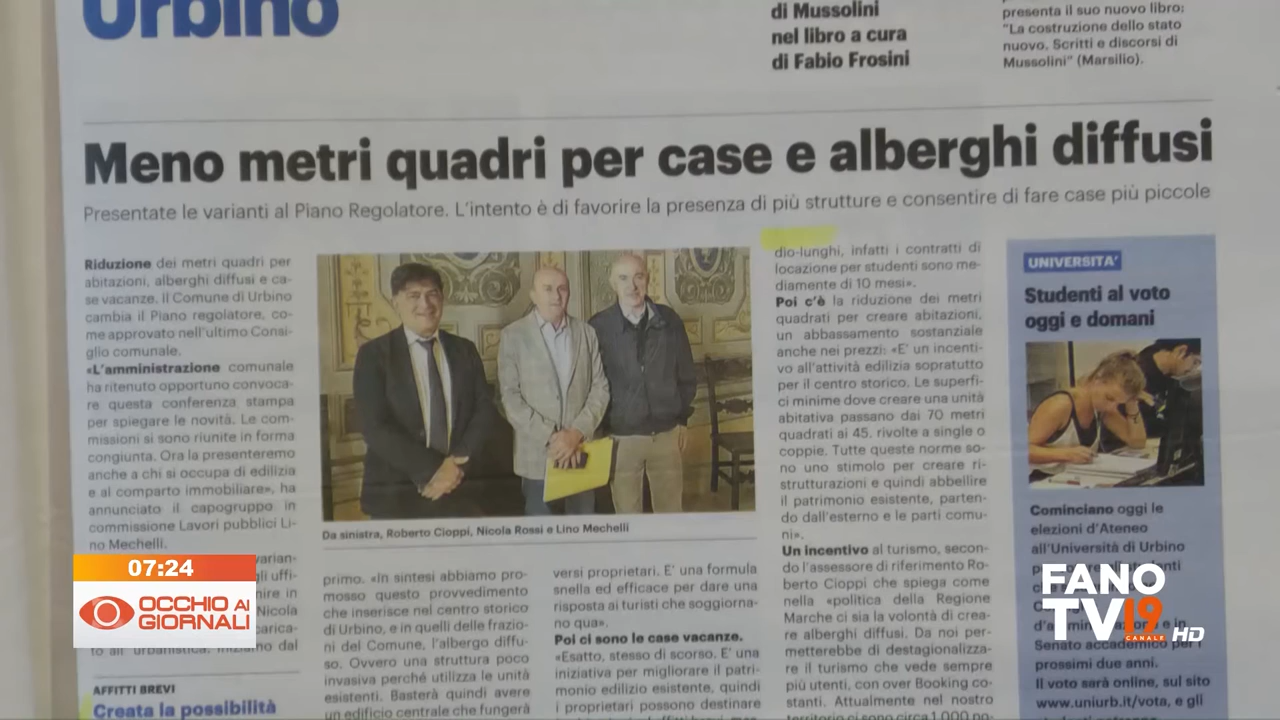 Urbino
di Mussolini
nel libro a cura
di Fabio Frosini
presenta il suo nuovo libro:
"La costruzione dello stato
nuovo. Scritti e discorsi di
Mussolini" (Marsilio).
Meno metri quadri per case e alberghi diffusi
Presentate le varianti al Piano Regolatore. L'intento è di favorire la presenza di più strutture e consentire di fare case più piccole
Riduzione dei metri quadri per
abitazioni, alberghi diffusi e ca-
se vacanze. Il Comune di Urbino
cambia il Piano regolatore, co-
me approvato nell'ultimo Consi-
glio comunale.
«L'amministrazione comunale
ha ritenuto opportuno convoca-
re questa conferenza stampa
per spiegare le novità. Le com-
missioni si sono riunite in forma
congiunta. Ora la presenteremo
anche a chi si occupa di edilizia
e al comparto immobiliare», ha
annunciato il capogruppo in
commissione Lavori pubblici Li-
no Mechelli.
AFFITTI BREVI
Creata la possibilità
Da sinistra, Roberto Cioppi, Nicola Rossi e Lino Mechelli
primo. «In sintesi abbiamo pro-
mosso questo provvedimento
che inserisce nel centro storico
di Urbino, e in quelli delle frazio-
ni del Comune, l'albergo diffu-
so. Ovvero una struttura poco
invasiva perché utilizza le unità
esistenti. Basterà quindi avere
un edificio centrale che fungerà
versi proprietari. E' una formula
snella ed efficace per dare una
risposta ai turisti che soggiorna-
no qua».
Poi ci sono le case vacanze.
«Esatto, stesso di scorso. E' una
iniziativa per migliorare il patri-
monio edilizio esistente, quindi
i proprietari possono destinare
dio-lunghi, infatti i contratti di
locazione per studenti sono me-
diamente di 10 mesi».
Poi c'è la riduzione dei metri
quadrati per creare abitazioni,
un abbassamento sostanziale
anche nei prezzi: «E' un incenti-
vo all'attività edilizia sopratutto
per il centro storico. Le superfi-
ci minime dove creare una unità
abitativa passano dai 70 metri
quadrati ai 45, rivolte a single o
coppie. Tutte queste norme so-
no uno stimolo per creare ri-
strutturazioni e quindi abbellire
il patrimonio esistente, parten-
do dall'esterno e le parti comu-
ni».
Un incentivo al turismo, secon-
do l'assessore di riferimento Ro-
berto Cioppi che spiega come
nella «politica della Regione
Marche ci sia la volontà di crea-
re alberghi diffusi. Da noi per-
metterebbe di destagionalizza-
re il turismo che vede sempre
più utenti, con over Booking co-
stanti. Attualmente nel nostro
UNIVERSITA'
Studenti al voto
oggi e domani
Cominciano oggi le
elezioni d'Ateneo
all'Università di Urbino
Senato accademico per i
prossimi due anni.
Il voto sarà online, sul sito
www.uniurb.it/vota, e gli
07:24
OCCHIO AI
GIORNALI
FANO
TV19
CANALE
HD